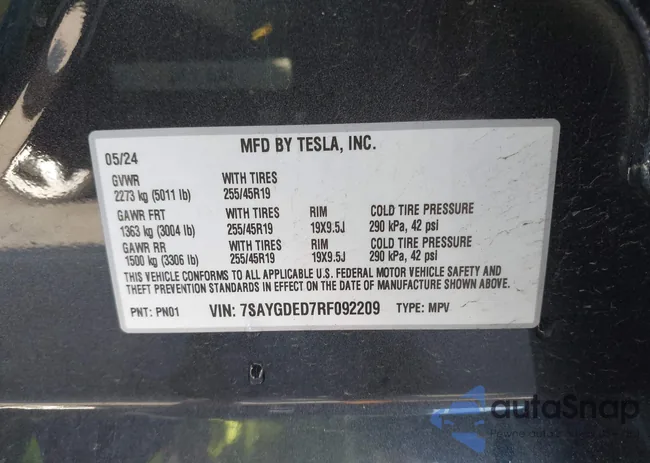 MFD BY TESLA, INC.
05/24
GVWR WITH TIRES
2273 kg (5011 lb) 255/45R19
GAWR FRT WITH TIRES RIM COLD TIRE PRESSURE
1363 kg (3004 lb) 255/45R19 19X9.5J 290 kPa, 42 psi
GAWR RR WITH TIRES RIM COLD TIRE PRESSURE
1500 kg (3306 lb) 255/45R19 19X9.5J 290 kPa, 42 psi
THIS VEHICLE CONFORMS TO ALL APPLICABLE U.S. FEDERAL MOTOR VEHICLE SAFETY AND
THEFT PREVENTION STANDARDS IN EFFECT ON THE DATE OF MANUFACTURE SHOWN ABOVE.
PNT: PN01 VIN: 7SAYGDED7RF092209 TYPE: MPV
autoSnap